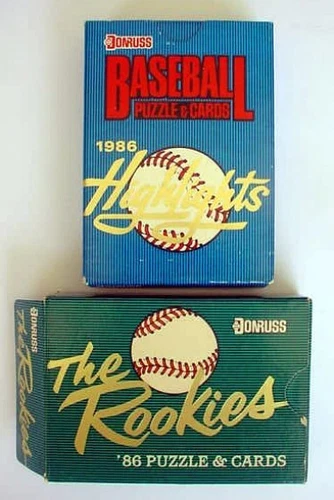 DONRUSS
BASEBALL
PUZZLE & CARDS
1986
Highlights
DONRUSS
The
Rookies
'86 PUZZLE & CARDS
DONRUSS
The
Rookies